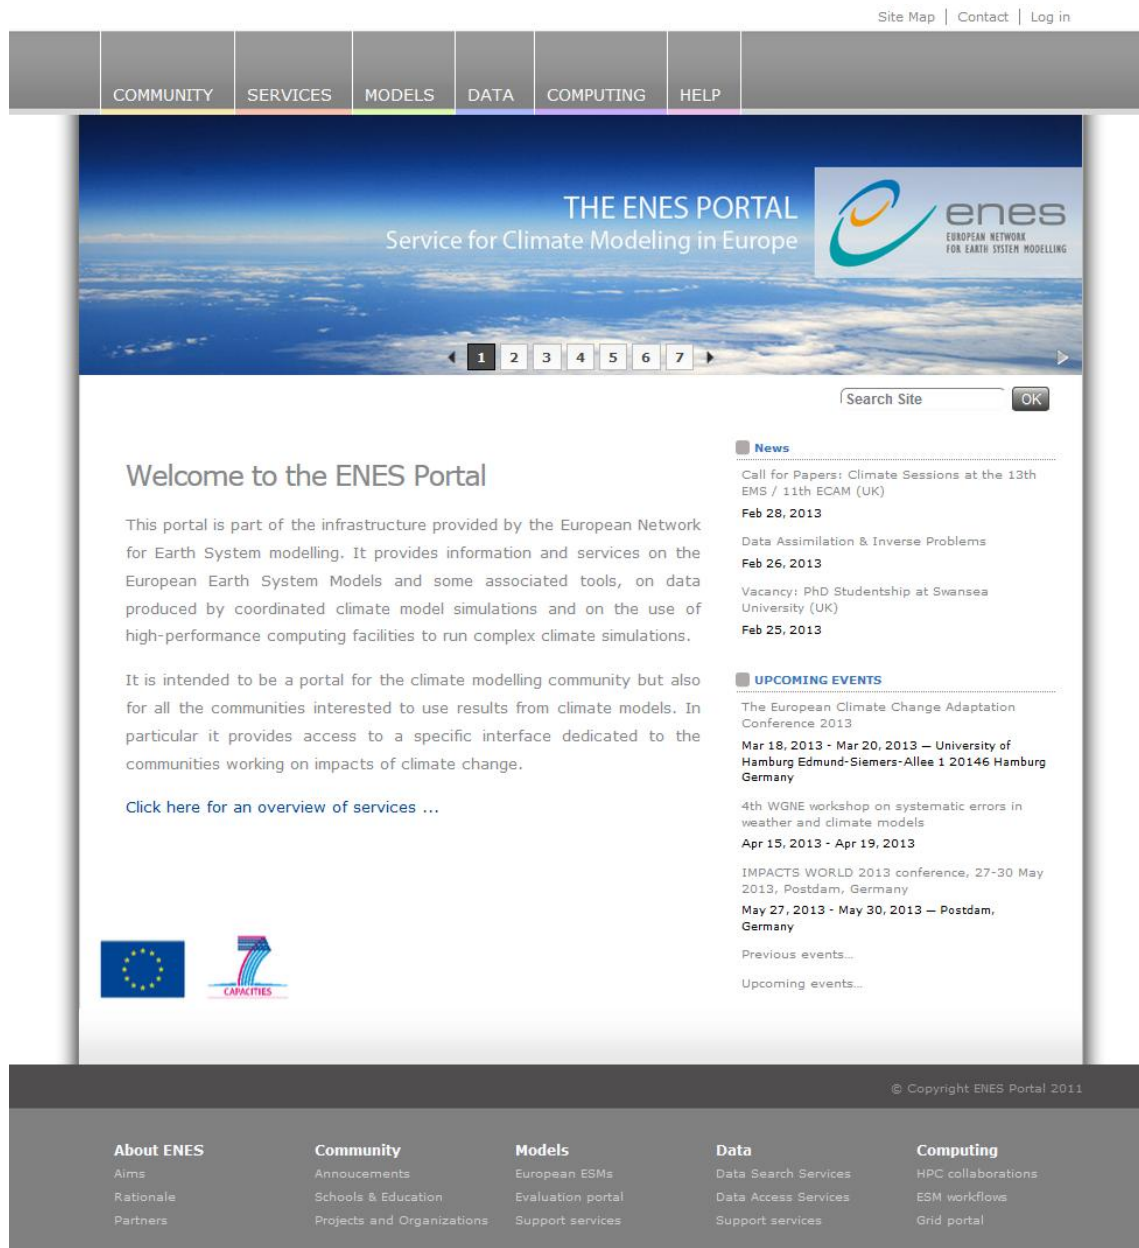 Site Map | Contact | Log in
COMMUNITY SERVICES MODELS DATA COMPUTING HELP
THE ENES PORTAL
Service for Climate Modeling in Europe
enes
EUROPEAN NETWORK
FOR EARTH SYSTEM MODELLING
1 2 3 4 5 6 7
Search Site OK
Welcome to the ENES Portal
This portal is part of the infrastructure provided by the European Network
for Earth System modelling. It provides information and services on the
European Earth System Models and some associated tools, on data
produced by coordinated climate model simulations and on the use of
high-performance computing facilities to run complex climate simulations.
It is intended to be a portal for the climate modelling community but also
for all the communities interested to use results from climate models. In
particular it provides access to a specific interface dedicated to the
communities working on impacts of climate change.
Click here for an overview of services ...
7
CAPACITIES
News
Call for Papers: Climate Sessions at the 13th
EMS / 11th ECAM (UK)
Feb 28, 2013
Data Assimilation & Inverse Problems
Feb 26, 2013
Vacancy: PhD Studentship at Swansea
University (UK)
Feb 25, 2013
UPCOMING EVENTS
The European Climate Change Adaptation
Conference 2013
Mar 18, 2013 - Mar 20, 2013 — University of
Hamburg Edmund-Siemers-Allee 1 20146 Hamburg
Germany
4th WGNE workshop on systematic errors in
weather and climate models
Apr 15, 2013 - Apr 19, 2013
IMPACTS WORLD 2013 conference, 27-30 May
2013, Postdam, Germany
May 27, 2013 - May 30, 2013 — Postdam,
Germany
Previous events...
Upcoming events...
© Copyright ENES Portal 2011
About ENES
Aims
Rationale
Partners
Community
Annoucements
Schools & Education
Projects and Organizations
Models
European ESMs
Evaluation portal
Support services
Data
Data Search Services
Data Access Services
Support services
Computing
HPC collaborations
ESM workflows
Grid portal